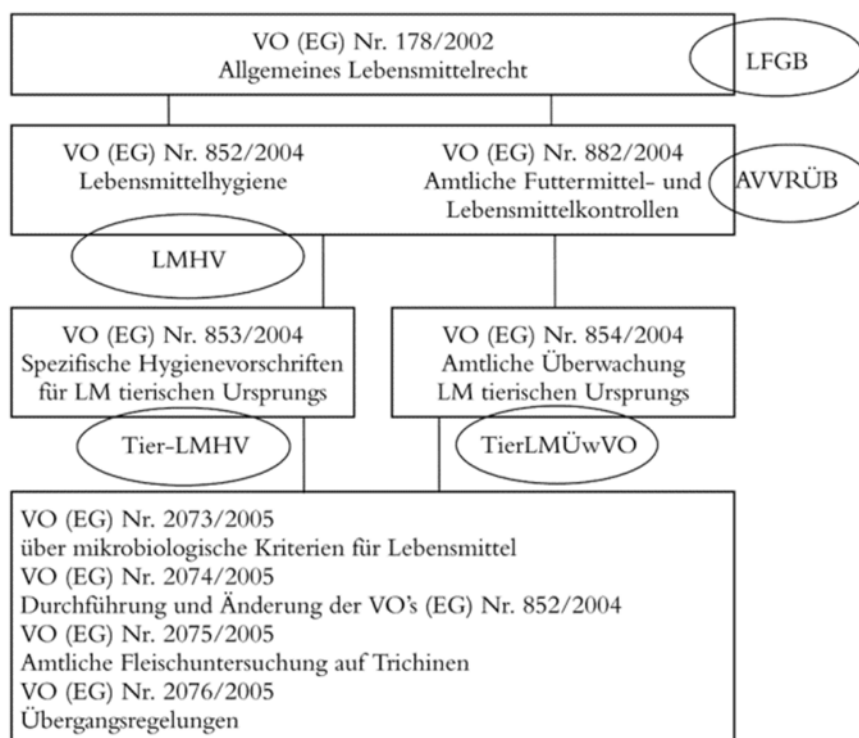 VO (EG) Nr. 178/2002
Allgemeines Lebensmittelrecht
LFGB
VO (EG) Nr. 852/2004
Lebensmittelhygiene
VO (EG) Nr. 882/2004
Amtliche Futtermittel- und
Lebensmittelkontrollen
AVVRÜB
LMHV
VO (EG) Nr. 853/2004
Spezifische Hygienevorschriften
für LM tierischen Ursprungs
VO (EG) Nr. 854/2004
Amtliche Überwachung
LM tierischen Ursprungs
Tier-LMHV
TierLMÜwVO
VO (EG) Nr. 2073/2005
über mikrobiologische Kriterien für Lebensmittel
VO (EG) Nr. 2074/2005
Durchführung und Änderung der VO’s (EG) Nr. 852/2004
VO (EG) Nr. 2075/2005
Amtliche Fleischuntersuchung auf Trichinen
VO (EG) Nr. 2076/2005
Übergangsregelungen